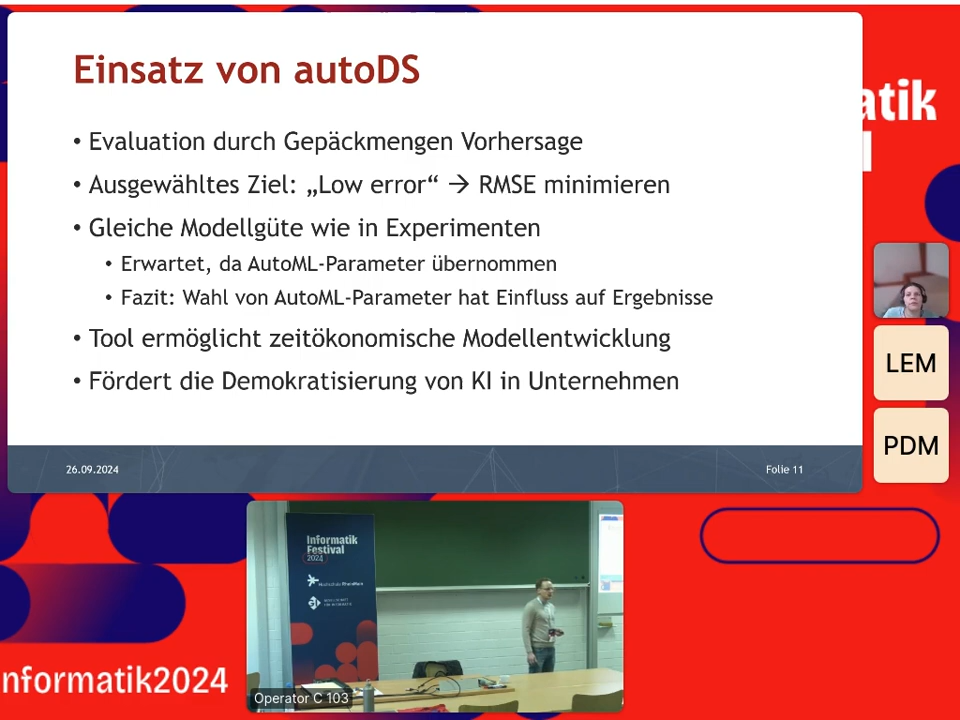 Einsatz von autoDS
• Evaluation durch Gepäckmengen Vorhersage
• Ausgewähltes Ziel: „Low error“ → RMSE minimieren
• Gleiche Modellgüte wie in Experimenten
• Erwartet, da AutoML-Parameter übernommen
• Fazit: Wahl von AutoML-Parameter hat Einfluss auf Ergebnisse
• Tool ermöglicht zeitökonomische Modellentwicklung
• Fördert die Demokratisierung von KI in Unternehmen
26.09.2024
Folie 11
atik
l
LEM
PDM
Informatik
Festival
2024
Hochschule RheinMain
GI
nformatik2024
Operator C 103